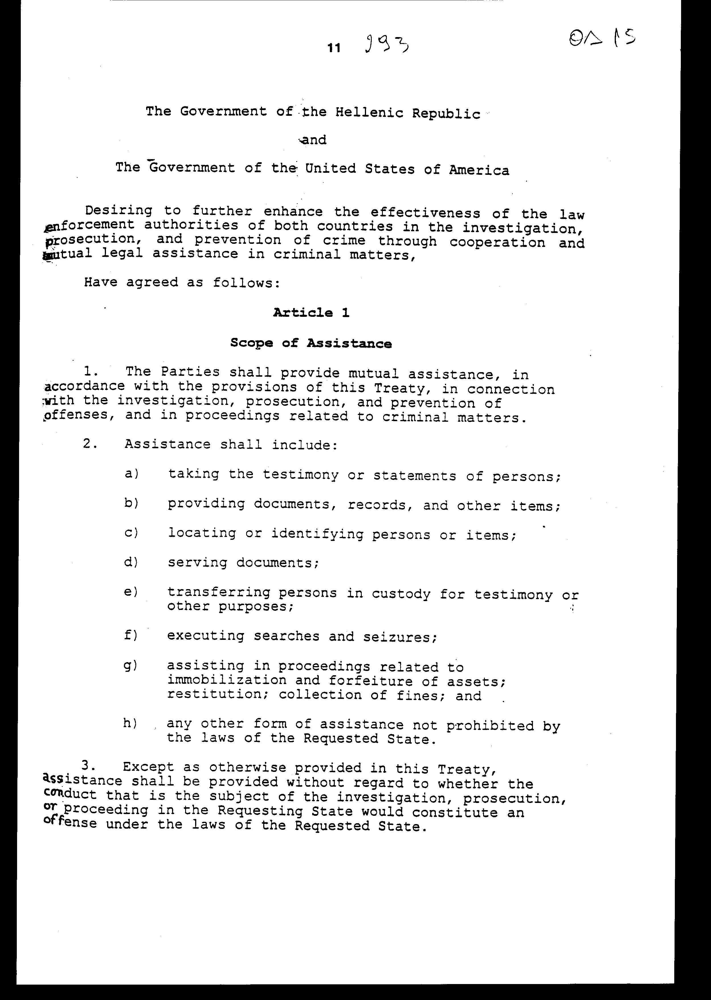 11 993
The Government of the Hellenic Republic
and
The Government of the United States of America
Desiring to further enhance the effectiveness of the law
enforcement authorities of both countries in the investigation,
prosecution, and prevention of crime through cooperation and
mutual legal assistance in criminal matters,
Have agreed as follows:
Article 1
Scope of Assistance
1. The Parties shall provide mutual assistance, in
accordance with the provisions of this Treaty, in connection
with the investigation, prosecution, and prevention of
offenses, and in proceedings related to criminal matters.
2. Assistance shall include:
a) taking the testimony or statements of persons;
b) providing documents, records, and other items;
c) locating or identifying persons or items;
d) serving documents;
e) transferring persons in custody for testimony or
other purposes;
f) executing searches and seizures;
g) assisting in proceedings related to
immobilization and forfeiture of assets;
restitution; collection of fines; and
h) any other form of assistance not prohibited by
the laws of the Requested State.
3. Except as otherwise provided in this Treaty,
assistance shall be provided without regard to whether the
conduct that is the subject of the investigation, prosecution,
or proceeding in the Requesting State would constitute an
offense under the laws of the Requested State.